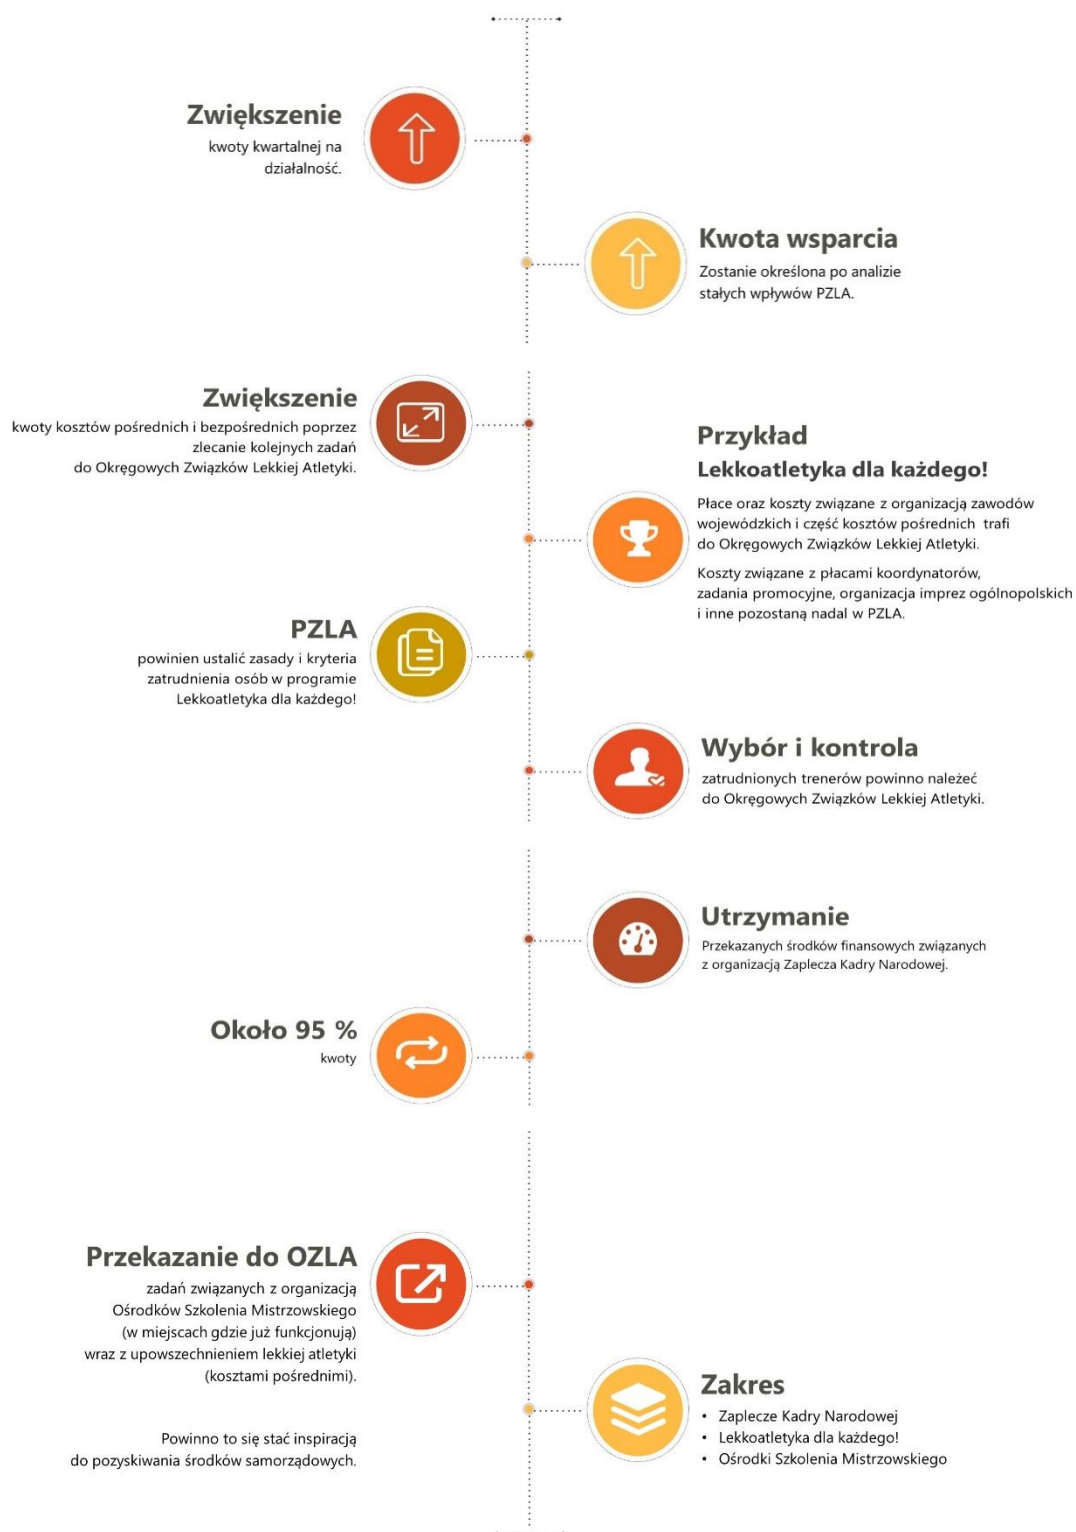 Zwiększenie
kwoty kwartalnej na
działalność.
Kwota wsparcia
Zostanie określona po analizie
stałych wpływów PZLA.
Zwiększenie
kwoty kosztów pośrednich i bezpośrednich poprzez
zlecanie kolejnych zadań
do Okręgowych Związków Lekkiej Atletyki.
Przykład
Lekkoatletyka dla każdego!
Płace oraz koszty związane z organizacją zawodów
wojewódzkich i część kosztów pośrednich trafi
do Okręgowych Związków Lekkiej Atletyki.
Koszty związane z płacami koordynatorów,
zadania promocyjne, organizacja imprez ogólnopolskich
i inne pozostaną nadal w PZLA.
PZLA
powinien ustalić zasady i kryteria
zatrudnienia osób w programie
Lekkoatletyka dla każdego!
Wybór i kontrola
zatrudnionych trenerów powinno należeć
do Okręgowych Związków Lekkiej Atletyki.
Utrzymanie
Przekazanych środków finansowych związanych
z organizacją Zaplecza Kadry Narodowej.
Około 95 %
kwoty
Przekazanie do OZLA
zadań związanych z organizacją
Ośrodków Szkolenia Mistrzowskiego
(w miejscach gdzie już funkcjonują)
wraz z upowszechnieniem lekkiej atletyki
(kosztami pośrednimi).
Powinno to się stać inspiracją
do pozyskiwania środków samorządowych.
Zakres
• Zaplecze Kadry Narodowej
• Lekkoatletyka dla każdego!
• Ośrodki Szkolenia Mistrzowskiego